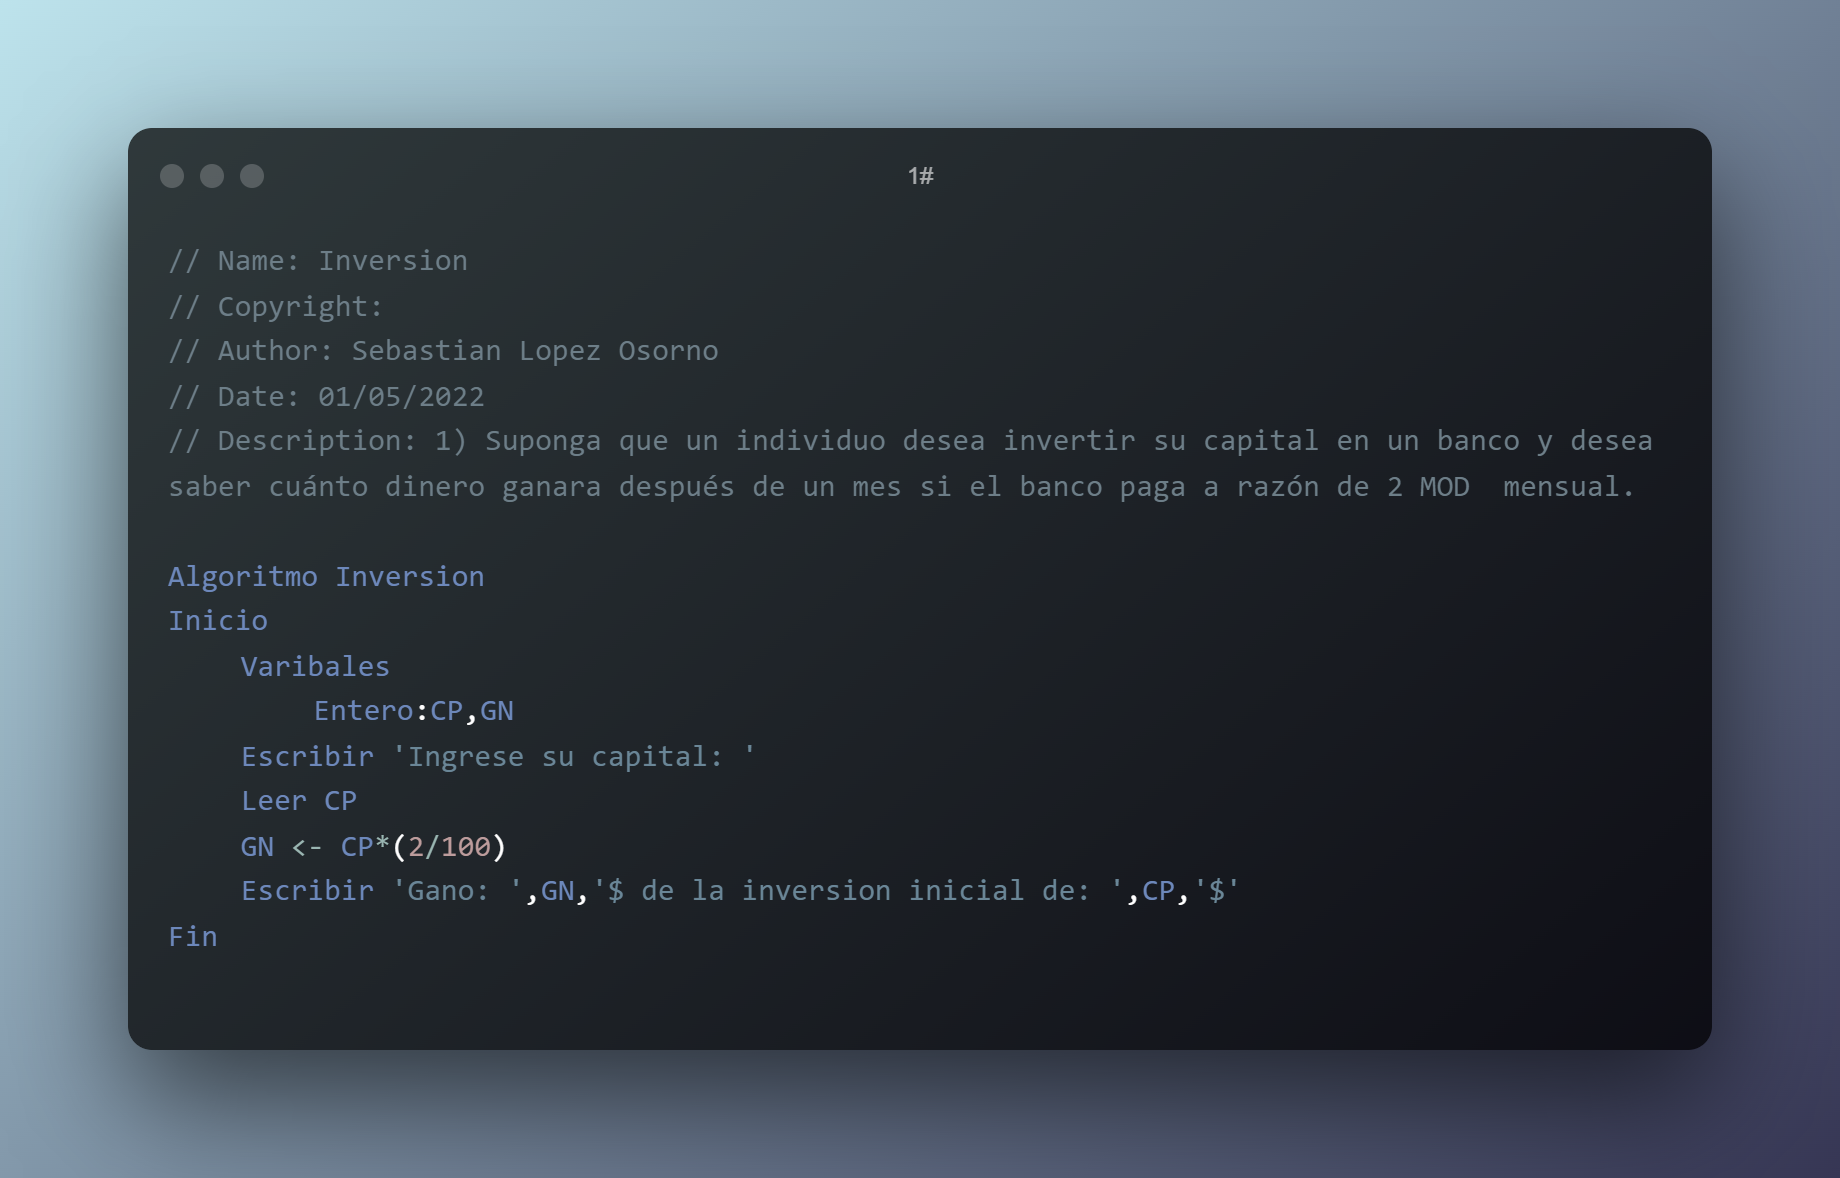 1#
// Name: Inversion
// Copyright:
// Author: Sebastian Lopez Osorno
// Date: 01/05/2022
// Description: 1) Suponga que un individuo desea invertir su capital en un banco y desea
saber cuánto dinero ganara después de un mes si el banco paga a razón de 2 MOD  mensual.
Algoritmo Inversion
Inicio
Varibales
Entero:CP,GN
Escribir 'Ingrese su capital: '
Leer CP
GN <- CP*(2/100)
Escribir 'Gano: ',GN,'$ de la inversion inicial de: ',CP,'$'
Fin